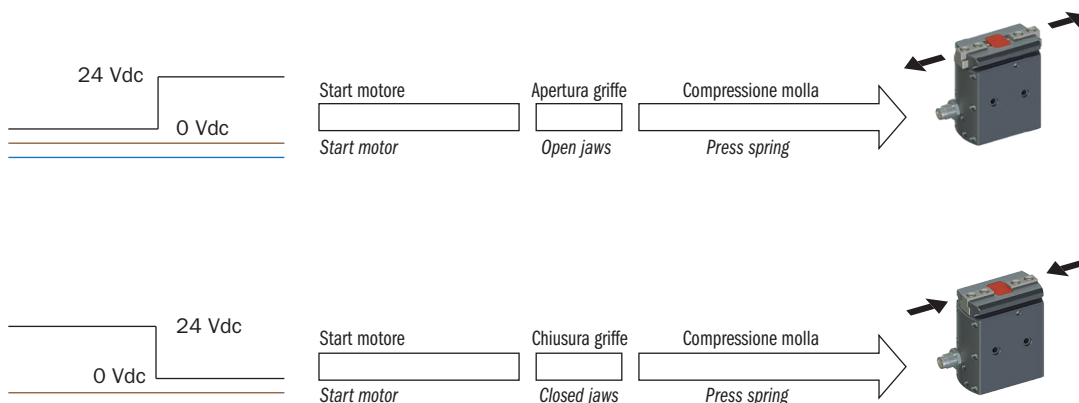 24 Vdc
0 Vdc
Start motore
Apertura griffe
Compressione molla
Start motor
Open jaws
Press spring
24 Vdc
0 Vdc
Start motore
Chiusura griffe
Compressione molla
Start motor
Closed jaws
Press spring